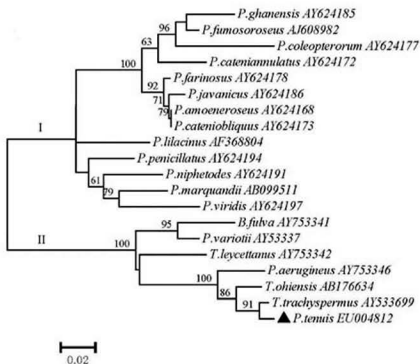 P.ghanensis AY624185
96
P.fumosoroseus AJ608982
63
P.coleopterorum AY624177
P.cateniannulatus AY624172
100
P.farinosus AY624178
92
P.javanicus AY624186
71
P.amoeneroseus AY624168
79
P.cateniobliquus AY624173
I
P.lilacinus AF368804
P.penicillatus AY624194
P.niphetodes AY624191
61
P.marquandii AB099511
79
P.viridis AY624197
B.fulva AY753341
95
P.variotii AY53337
II
100
T.leycettanus AY753342
P.aerugineus AY753346
100
T.ohiensis AB176634
86
T.trachyspermus AY533699
91
P.tenuis EU004812
0.02